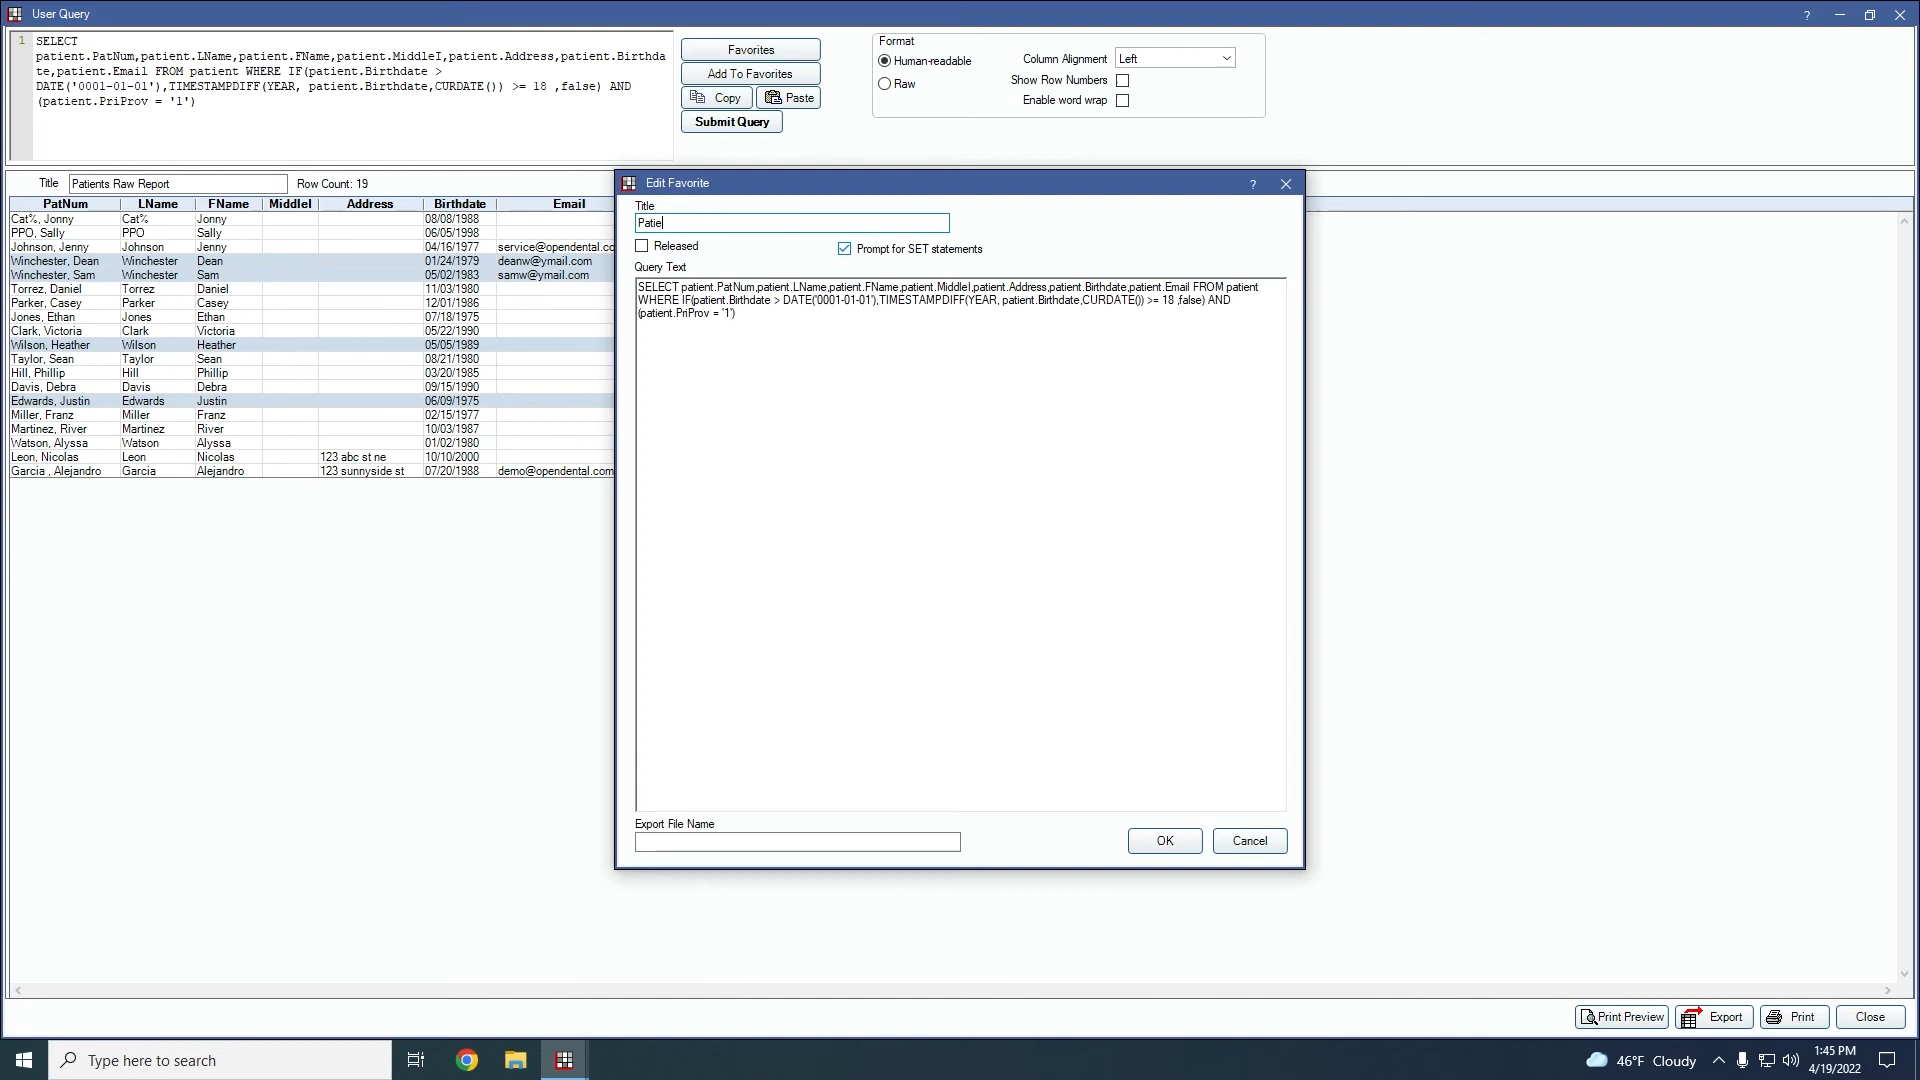 User Query
?
1 SELECT
patient.PatNum,patient.LName,patient.FName,patient.MiddleI,patient.Address,patient.Birthda
te,patient.Email FROM patient WHERE IF(patient.Birthdate >
DATE('0001-01-01'),TIMESTAMPDIFF(YEAR, patient.Birthdate,CURDATE()) >= 18 ,false) AND
(patient.PriProv = '1')
Favorites
Add To Favorites
Copy Paste
Submit Query
Format
Human-readable
Raw
Column Alignment Left
Show Row Numbers
Enable word wrap
Title Patients Raw Report Row Count: 19
PatNum LName FName MiddleI Address Birthdate Email
Cat%, Jonny Cat% Jonny 08/08/1988
PPO, Sally PPO Sally 06/05/1998
Johnson, Jenny Johnson Jenny 04/16/1977 service@opendental.co
Winchester, Dean Winchester Dean 01/24/1979 deanw@ymail.com
Winchester, Sam Winchester Sam 05/02/1983 samw@ymail.com
Torrez, Daniel Torrez Daniel 11/03/1980
Parker, Casey Parker Casey 12/01/1986
Jones, Ethan Jones Ethan 07/18/1975
Clark, Victoria Clark Victoria 05/22/1990
Wilson, Heather Wilson Heather 05/05/1989
Taylor, Sean Taylor Sean 08/21/1980
Hill, Phillip Hill Phillip 03/20/1985
Davis, Debra Davis Debra 09/15/1990
Edwards, Justin Edwards Justin 06/09/1975
Miller, Franz Miller Franz 02/15/1977
Martinez, River Martinez River 10/03/1987
Watson, Alyssa Watson Alyssa 01/02/1980
Leon, Nicolas Leon Nicolas 123 abc st ne 10/10/2000
Garcia , Alejandro Garcia Alejandro 123 sunnyside st 07/20/1988 demo@opendental.com
Edit Favorite
?
Title
Patie
Released
Prompt for SET statements
Query Text
SELECT patient.PatNum,patient.LName,patient.FName,patient.MiddleI,patient.Address,patient.Birthdate,patient.Email FROM patient
WHERE IF(patient.Birthdate > DATE('0001-01-01'),TIMESTAMPDIFF(YEAR, patient.Birthdate,CURDATE()) >= 18 ,false) AND
(patient.PriProv = '1')
Export File Name
OK
Cancel
Print Preview Export Print Close
Type here to search
46°F Cloudy
1:45 PM
4/19/2022